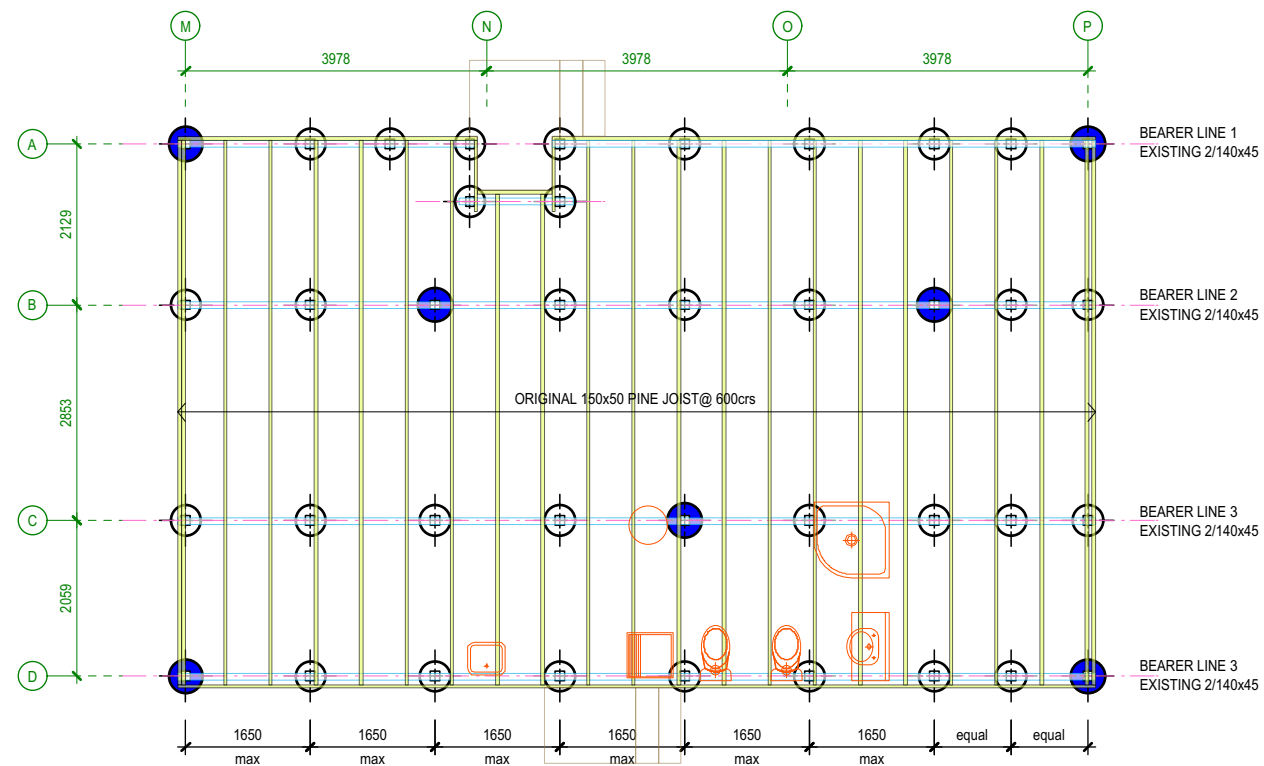 M N O P
3978 3978 3978
A
BEARER LINE 1
EXISTING 2/140x45
2129
B
BEARER LINE 2
EXISTING 2/140x45
2853
ORIGINAL 150x50 PINE JOIST@ 600crs
C
BEARER LINE 3
EXISTING 2/140x45
2059
D
BEARER LINE 3
EXISTING 2/140x45
1650 1650 1650 1650 1650 1650 equal equal
max max max max max max